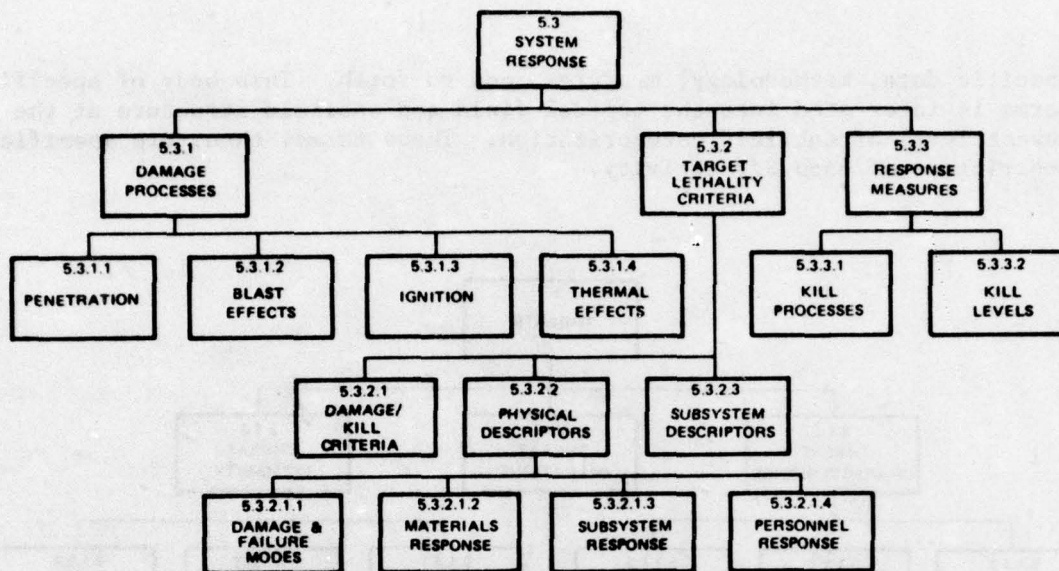 5.3
SYSTEM
RESPONSE
5.3.1
DAMAGE
PROCESSES
5.3.2
TARGET
LETHALITY
CRITERIA
5.3.3
RESPONSE
MEASURES
5.3.1.1
PENETRATION
5.3.1.2
BLAST
EFFECTS
5.3.1.3
IGNITION
5.3.1.4
THERMAL
EFFECTS
5.3.3.1
KILL
PROCESSES
5.3.3.2
KILL
LEVELS
5.3.2.1
DAMAGE/
KILL
CRITERIA
5.3.2.2
PHYSICAL
DESCRIPTORS
5.3.2.3
SUBSYSTEM
DESCRIPTORS
5.3.2.1.1
DAMAGE &
FAILURE
MODES
5.3.2.1.2
MATERIALS
RESPONSE
5.3.2.1.3
SUBSYSTEM
RESPONSE
5.3.2.1.4
PERSONNEL
RESPONSE